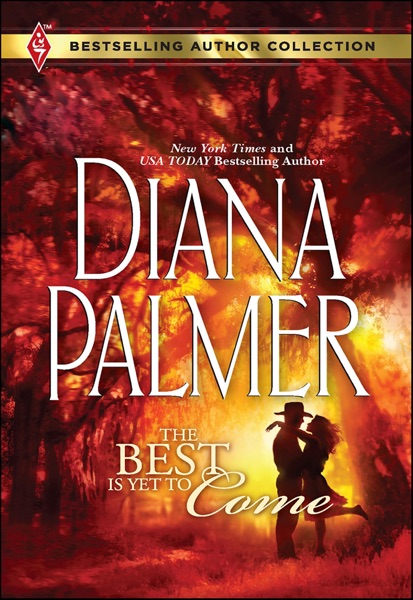 BESTSELLING AUTHOR COLLECTION
New York Times and
USA TODAY Bestselling Author
DIANA
PALMER
THE
BEST
IS YET TO
Come